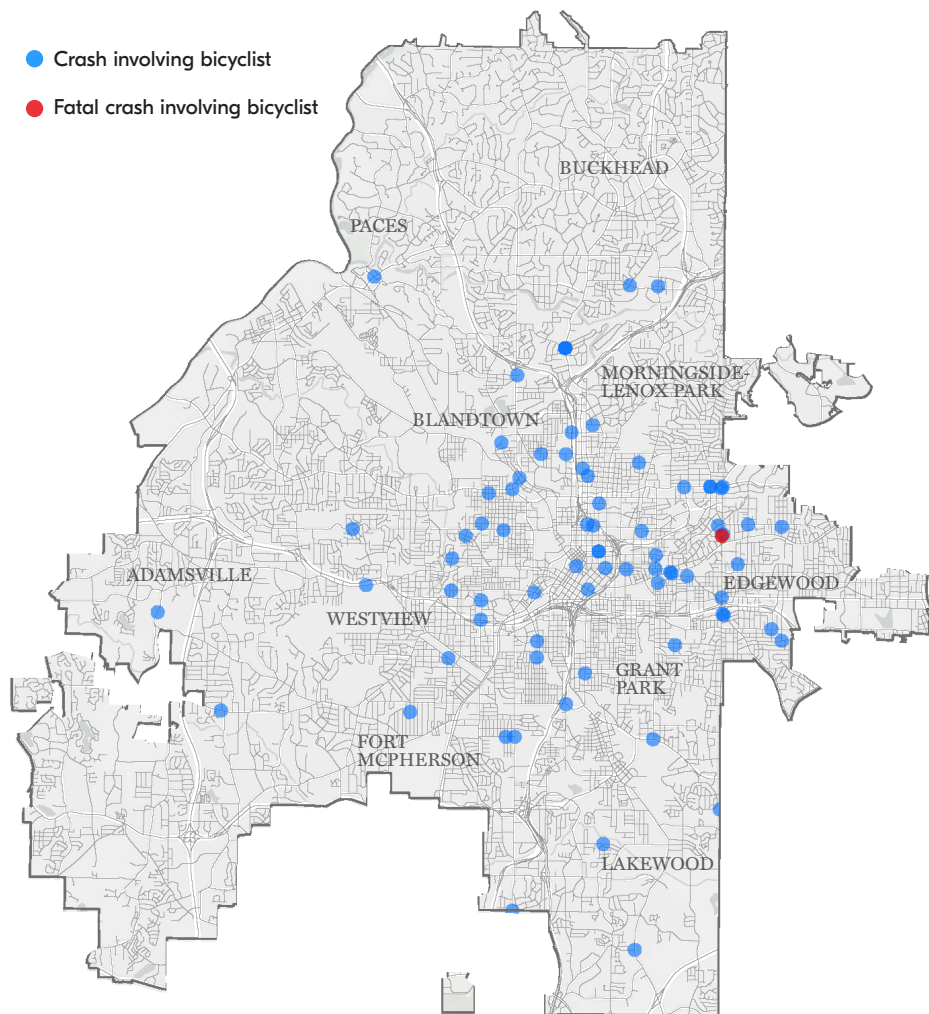 Crash involving bicyclist
Fatal crash involving bicyclist
BUCKHEAD
PACES
MORNINGSIDE-
LENOX PARK
BLANDTOWN
ADAMSVILLE
EDGEWOOD
WESTVIEW
GRANT
PARK
FORT
MCPHERSON
LAKEWOOD